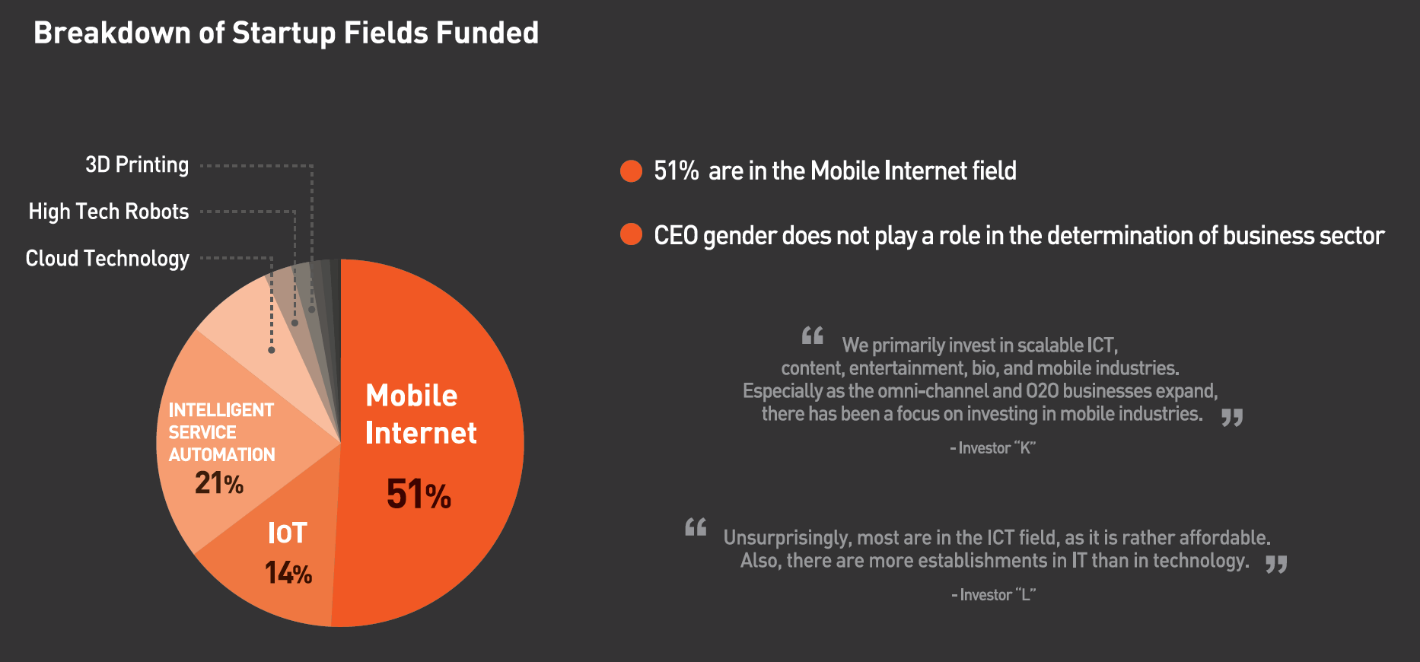 Breakdown of Startup Fields Funded
3D Printing
High Tech Robots
Cloud Technology
Mobile
Internet
51%
INTELLIGENT
SERVICE
AUTOMATION
21%
IoT
14%
51% are in the Mobile Internet field
CEO gender does not play a role in the determination of business sector
“ We primarily invest in scalable ICT,
content, entertainment, bio, and mobile industries.
Especially as the omni-channel and O2O businesses expand,
there has been a focus on investing in mobile industries. ”
- Investor “K”
“ Unsurprisingly, most are in the ICT field, as it is rather affordable.
Also, there are more establishments in IT than in technology. ”
- Investor “L”